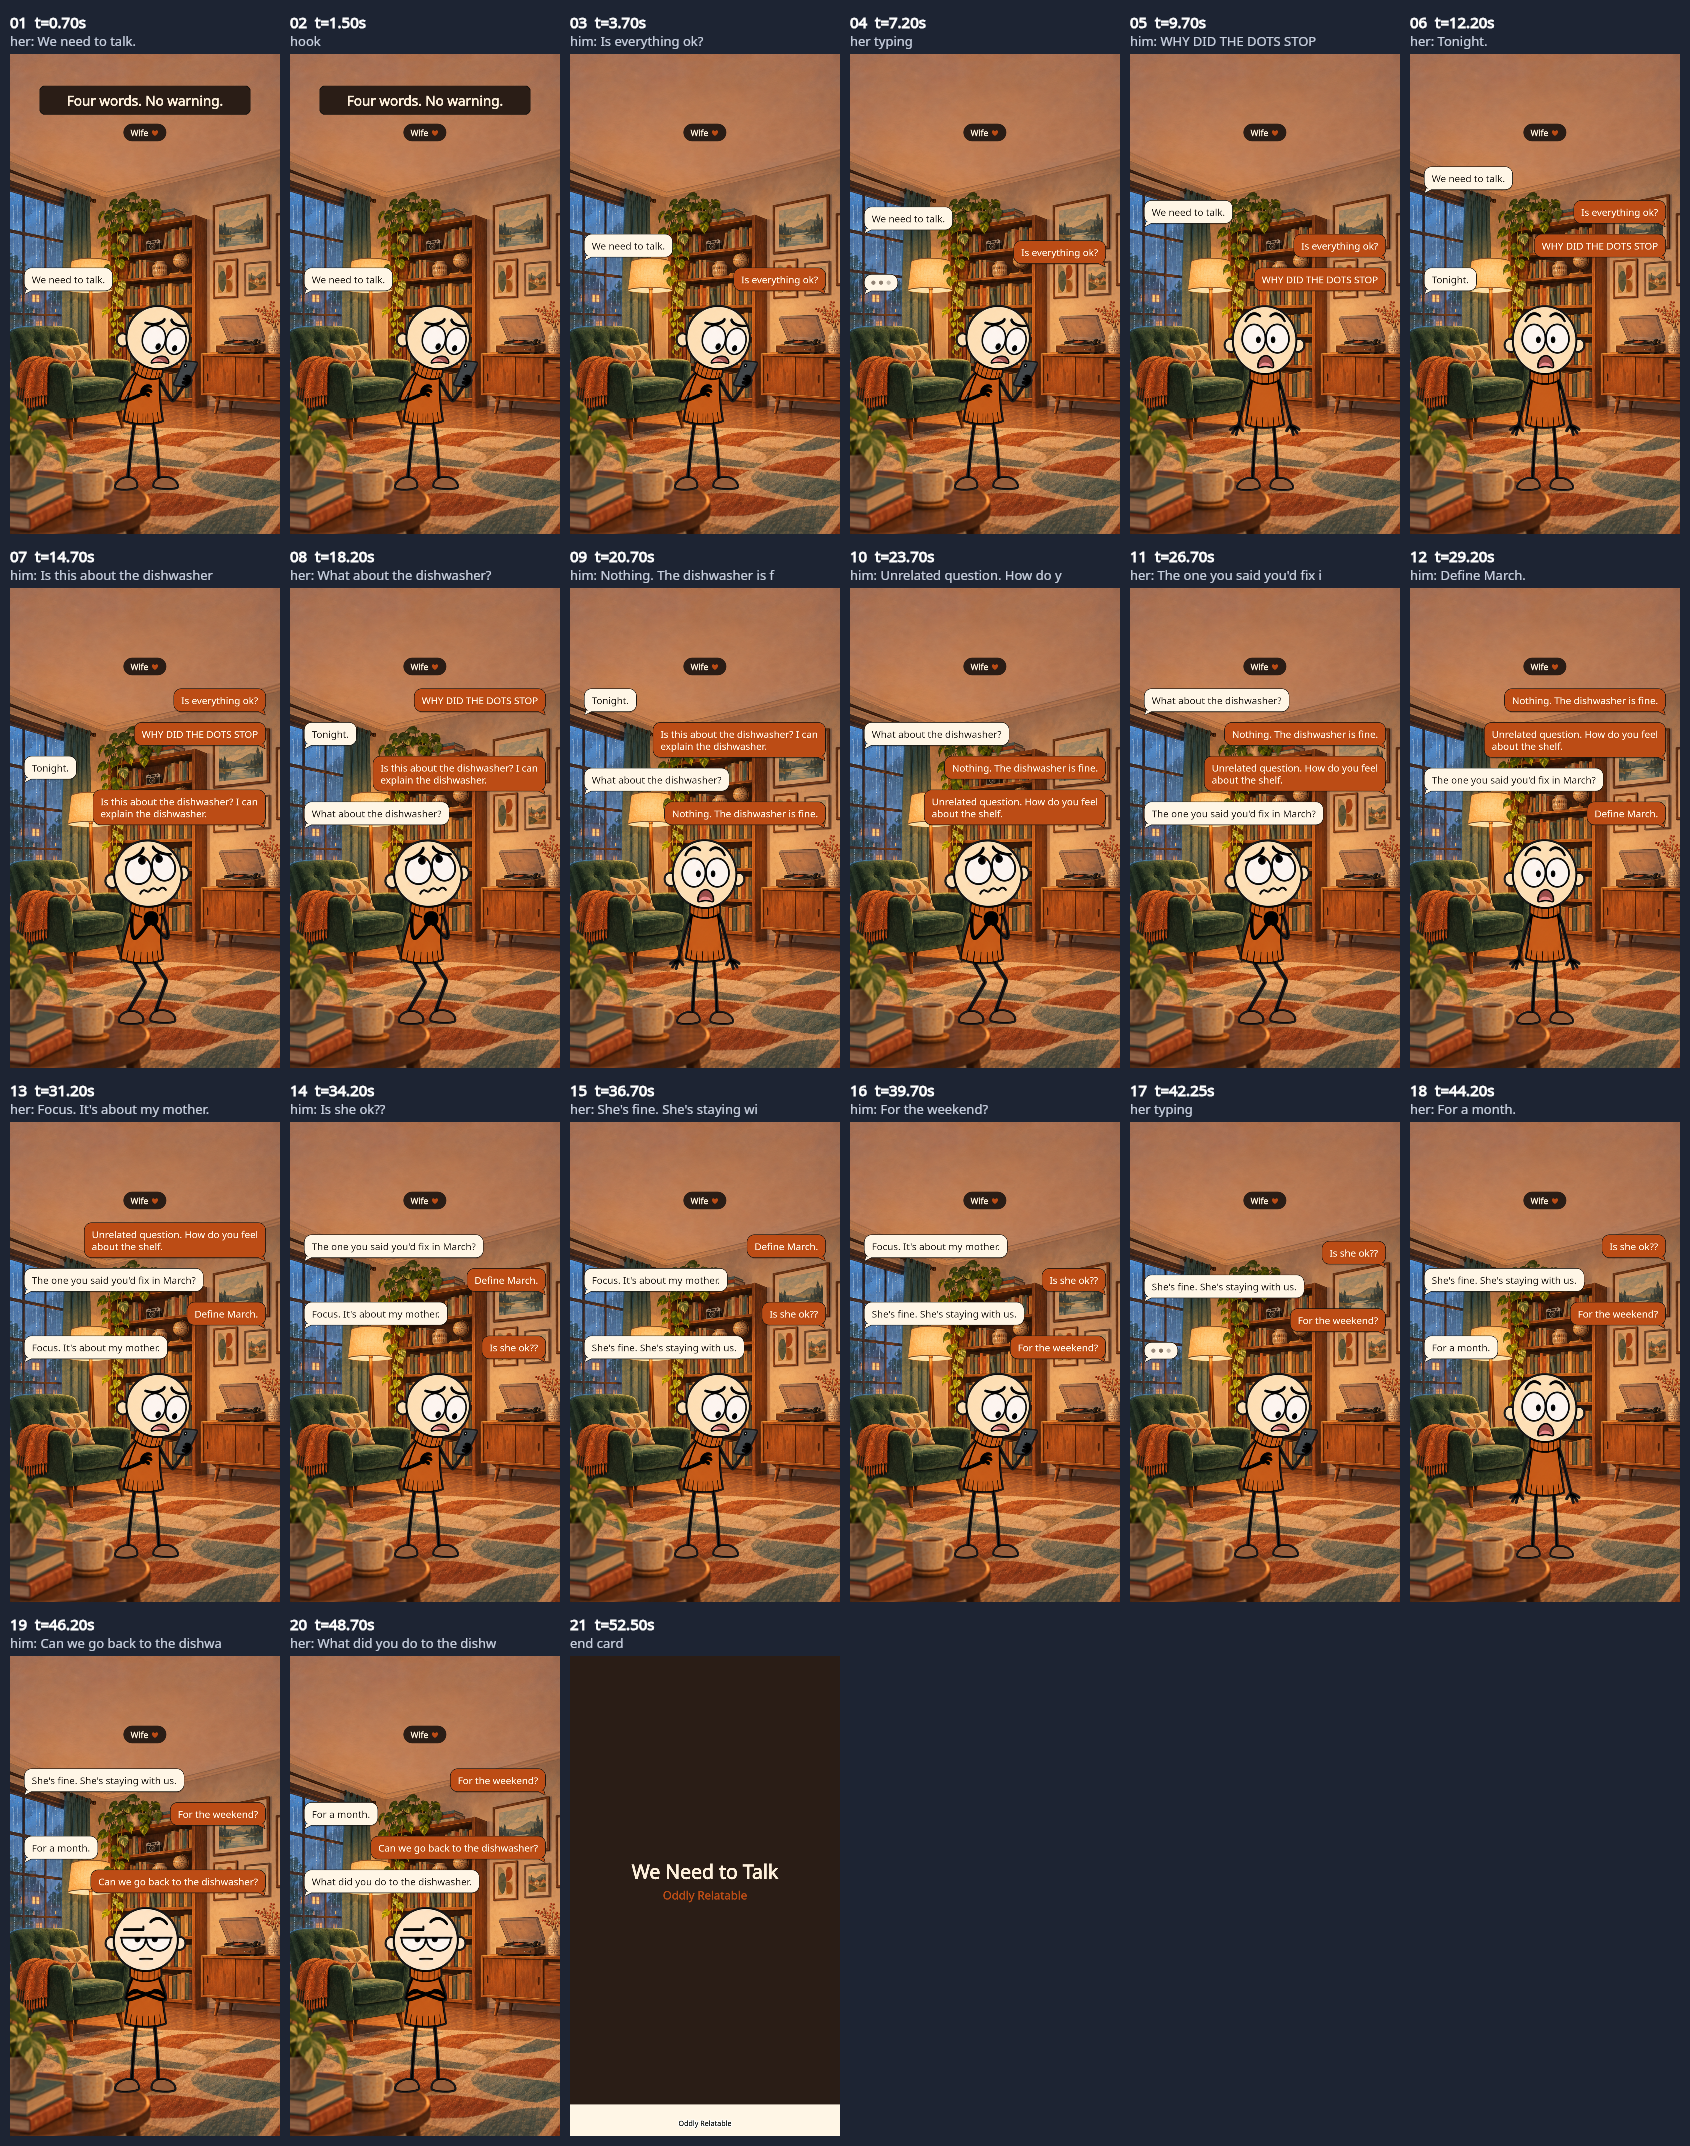 01 t=0.70s
her: We need to talk.
Four words. No warning.
Wife ♥
We need to talk.
02 t=1.50s
hook
Four words. No warning.
Wife ♥
We need to talk.
03 t=3.70s
him: Is everything ok?
Wife ♥
We need to talk.
Is everything ok?
04 t=7.20s
her typing
Wife ♥
We need to talk.
Is everything ok?
05 t=9.70s
him: WHY DID THE DOTS STOP
Wife ♥
We need to talk.
Is everything ok?
WHY DID THE DOTS STOP
06 t=12.20s
her: Tonight.
Wife ♥
We need to talk.
Is everything ok?
WHY DID THE DOTS STOP
Tonight.
07 t=14.70s
him: Is this about the dishwasher
Wife ♥
Is everything ok?
WHY DID THE DOTS STOP
Tonight.
Is this about the dishwasher? I can
explain the dishwasher.
08 t=18.20s
her: What about the dishwasher?
Wife ♥
WHY DID THE DOTS STOP
Tonight.
Is this about the dishwasher? I can
explain the dishwasher.
What about the dishwasher?
09 t=20.70s
him: Nothing. The dishwasher is f
Wife ♥
Tonight.
Is this about the dishwasher? I can
explain the dishwasher.
What about the dishwasher?
Nothing. The dishwasher is fine.
10 t=23.70s
him: Unrelated question. How do y
Wife ♥
What about the dishwasher?
Nothing. The dishwasher is fine.
Unrelated question. How do you feel
about the shelf.
11 t=26.70s
her: The one you said you'd fix i
Wife ♥
What about the dishwasher?
Nothing. The dishwasher is fine.
Unrelated question. How do you feel
about the shelf.
The one you said you'd fix in March?
12 t=29.20s
him: Define March.
Wife ♥
Nothing. The dishwasher is fine.
Unrelated question. How do you feel
about the shelf.
The one you said you'd fix in March?
Define March.
13 t=31.20s
her: Focus. It's about my mother.
Wife ♥
Unrelated question. How do you feel
about the shelf.
The one you said you'd fix in March?
Define March.
Focus. It's about my mother.
14 t=34.20s
him: Is she ok??
Wife ♥
The one you said you'd fix in March?
Define March.
Focus. It's about my mother.
Is she ok??
15 t=36.70s
her: She's fine. She's staying wi
Wife ♥
Define March.
Focus. It's about my mother.
Is she ok??
She's fine. She's staying with us.
16 t=39.70s
him: For the weekend?
Wife ♥
Focus. It's about my mother.
Is she ok??
She's fine. She's staying with us.
For the weekend?
17 t=42.25s
her typing
Wife ♥
Is she ok??
She's fine. She's staying with us.
For the weekend?
18 t=44.20s
her: For a month.
Wife ♥
Is she ok??
She's fine. She's staying with us.
For the weekend?
For a month.
19 t=46.20s
him: Can we go back to the dishwa
Wife ♥
She's fine. She's staying with us.
For the weekend?
For a month.
Can we go back to the dishwasher?
20 t=48.70s
her: What did you do to the dishw
Wife ♥
For the weekend?
For a month.
Can we go back to the dishwasher?
What did you do to the dishwasher.
21 t=52.50s
end card
We Need to Talk
Oddly Relatable
Oddly Relatable